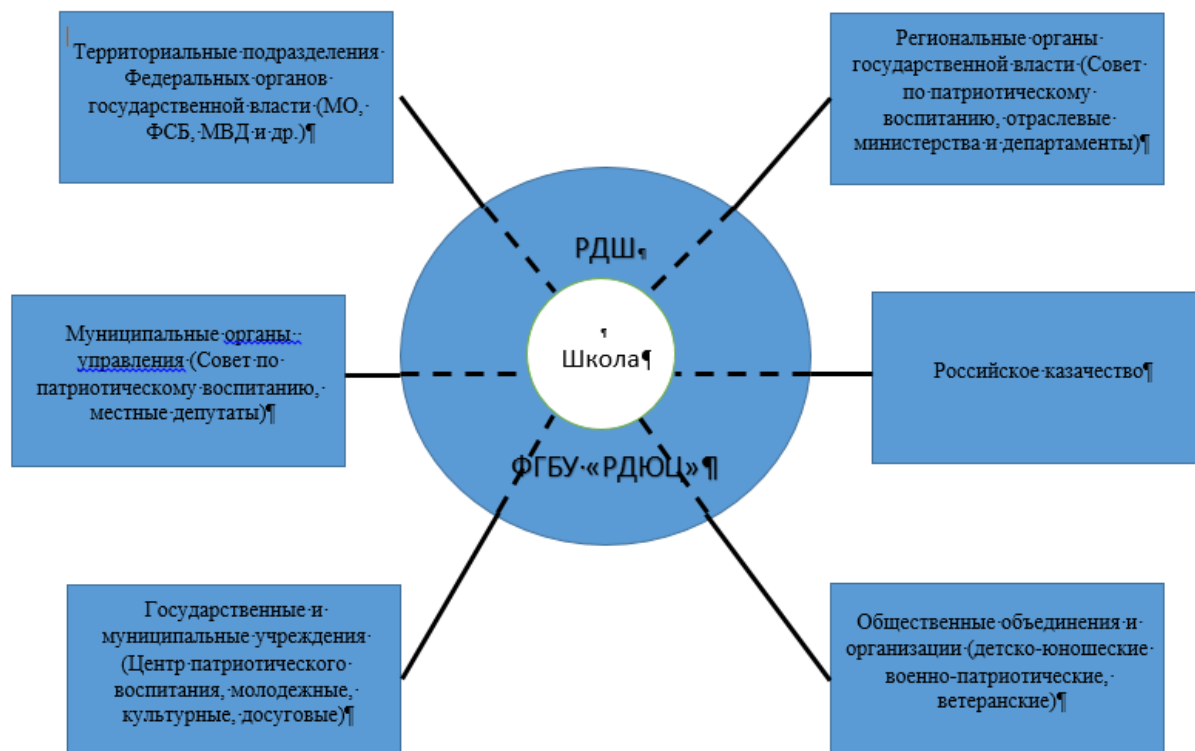 Территориальные подразделения
Федеральных органов
государственной власти (МО,
ФСБ, МВД и др.)¶
Региональные органы
государственной власти (Совет
по патриотическому
воспитанию, отраслевые
министерства и департаменты)¶
РДШ¶
Муниципальные органы
управления (Совет по
патриотическому воспитанию,
местные депутаты)¶
¶
Школа¶
Российское казачество¶
ФГБУ «РДЮЦ»¶
Государственные и
муниципальные учреждения
(Центр патриотического
воспитания, молодежные,
культурные, досуговые)¶
Общественные объединения и
организации (детско-юношеские
военно-патриотические,
ветеранские)¶